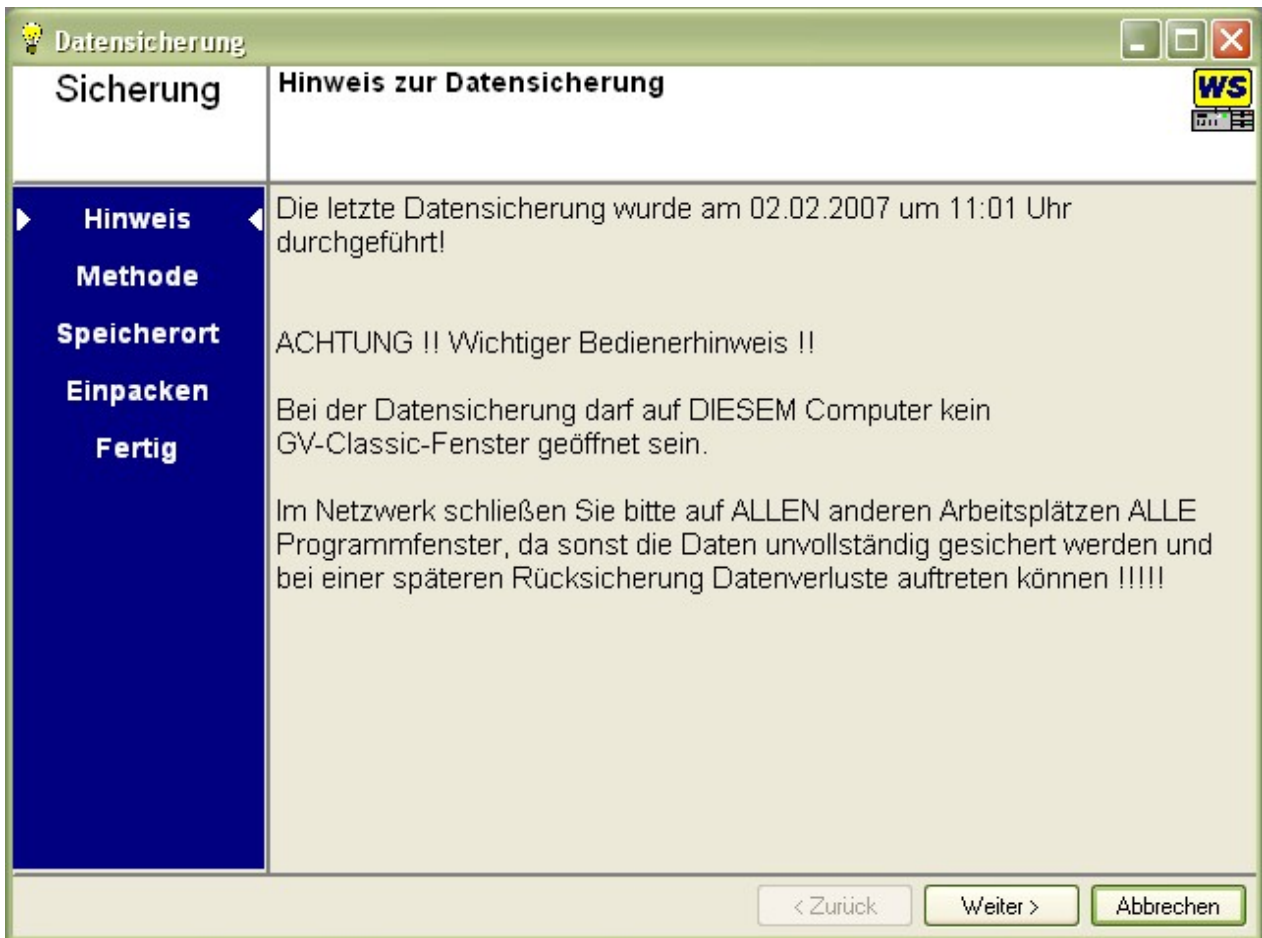 Datensicherung
Sicherung
Hinweis zur Datensicherung
WS
Hinweis
Methode
Speicherort
Einpacken
Fertig
Die letzte Datensicherung wurde am 02.02.2007 um 11:01 Uhr
durchgeführt!
ACHTUNG !! Wichtiger Bedienerhinweis !!
Bei der Datensicherung darf auf DIESEM Computer kein
GV-Classic-Fenster geöffnet sein.
Im Netzwerk schließen Sie bitte auf ALLEN anderen Arbeitsplätzen ALLE
Programmfenster, da sonst die Daten unvollständig gesichert werden und
bei einer späteren Rücksicherung Datenverluste auftreten können !!!!!
< Zurück
Weiter >
Abbrechen